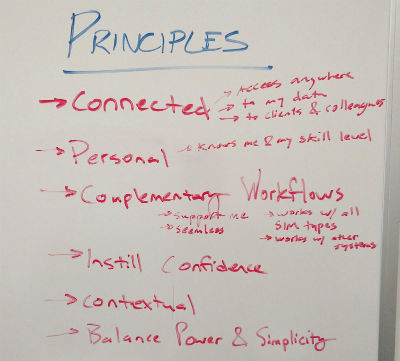 PRINCIPLES
→ Connected
→ Access anywhere
→ to my data
→ to clients & colleagues
→ Personal
→ knows me & my skill level
→ Complementary Workflows
→ support me
→ seamless
→ works w/ all
SIM types
→ works w/ other
systems
→ Instill Confidence
→ contextual
→ Balance Power & Simplicity